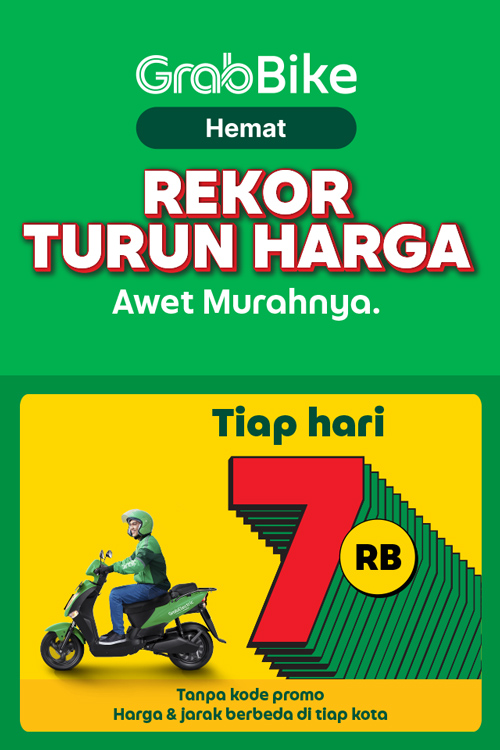 GrabBike
Hemat
REKOR
TURUN HARGA
Awet Murahnya.
Tiap hari
7
RB
Tanpa kode promo
Harga & jarak berbeda di tiap kota